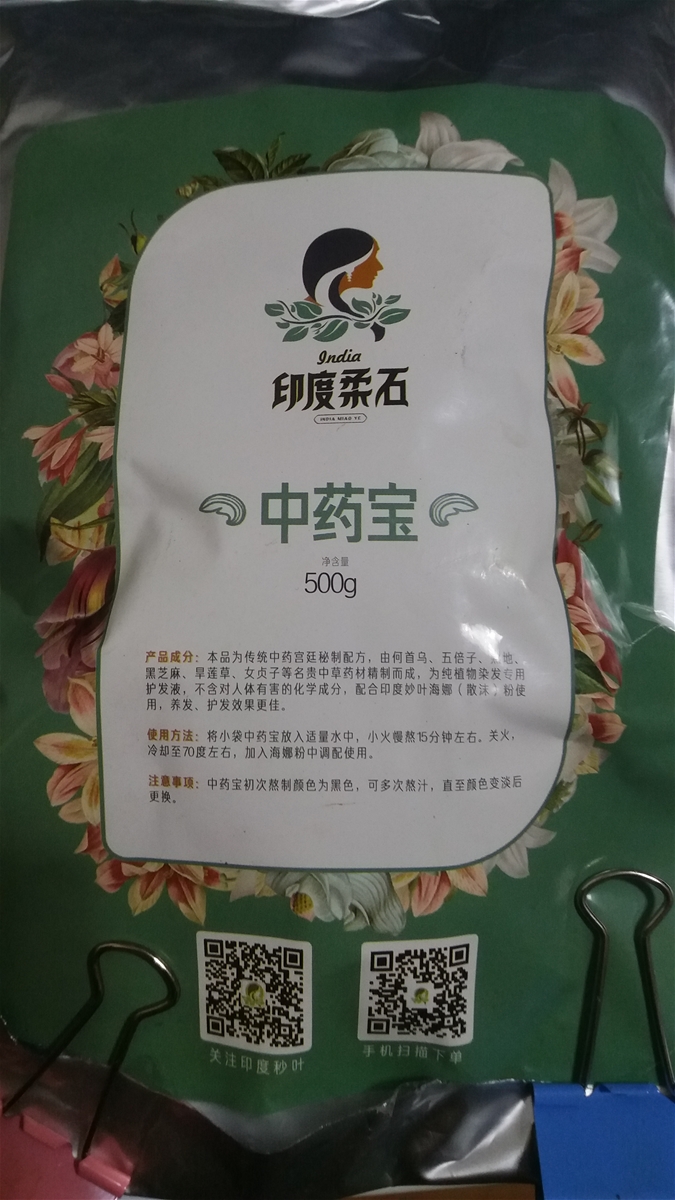 India
印度柔石
INDIA MIAO YE
中药宝
净含量
500g
产品成分：本品为传统中药宫廷秘制配方，由何首乌、五倍子、地、
黑芝麻、旱莲草、女贞子等名贵中草药材精制而成，为纯植物染发专用
护发液，不含对人体有害的化学成分，配合印度妙叶海娜（散沫）粉使
用，养发、护发效果更佳。
使用方法：将小袋中药宝放入适量水中，小火慢熬15分钟左右。关火，
冷却至70度左右，加入海娜粉中调配使用。
注意事项：中药宝初次熬制颜色为黑色，可多次熬汁，直至颜色变淡后
更换。
关注印度秒叶
手机扫描下单